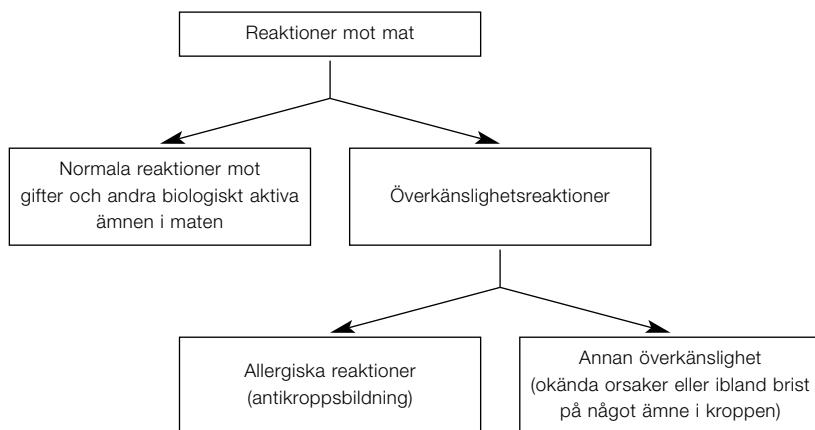 Reaktioner mot mat
Normala reaktioner mot
gifter och andra biologiskt aktiva
ämnen i maten
Överkänslighetsreaktioner
Allergiska reaktioner
(antikroppsbildning)
Annan överkänslighet
(okända orsaker eller ibland brist
på något ämne i kroppen)